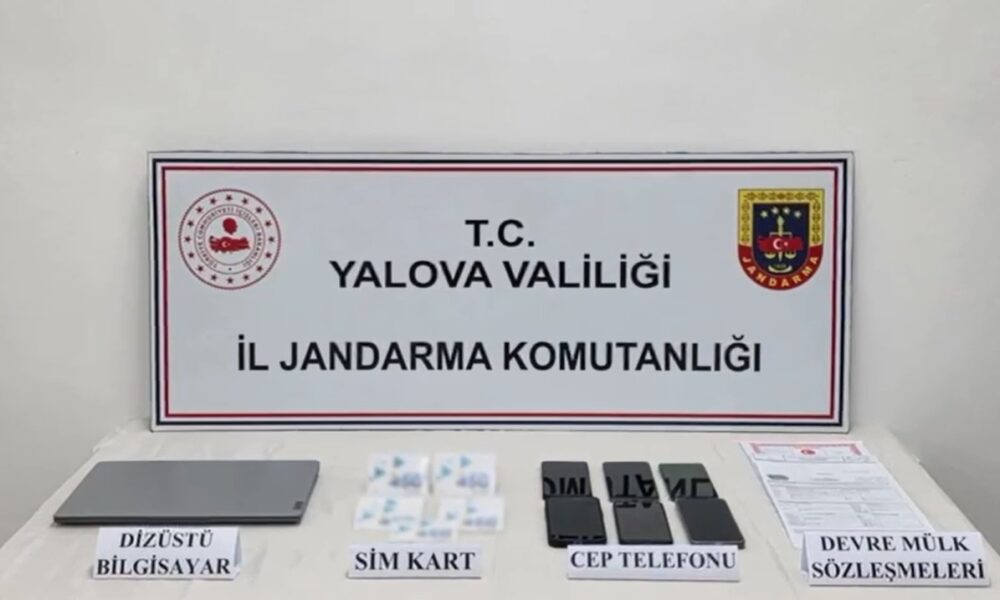 T.C.
YALOVA VALİLİĞİ
İL JANDARMA KOMUTANLIĞI
JANDARMA
DİZÜSTÜ
BİLGİSAYAR
SİM KART
CEP TELEFONU
DEVRE MÜLK
SÖZLEŞMELERİ